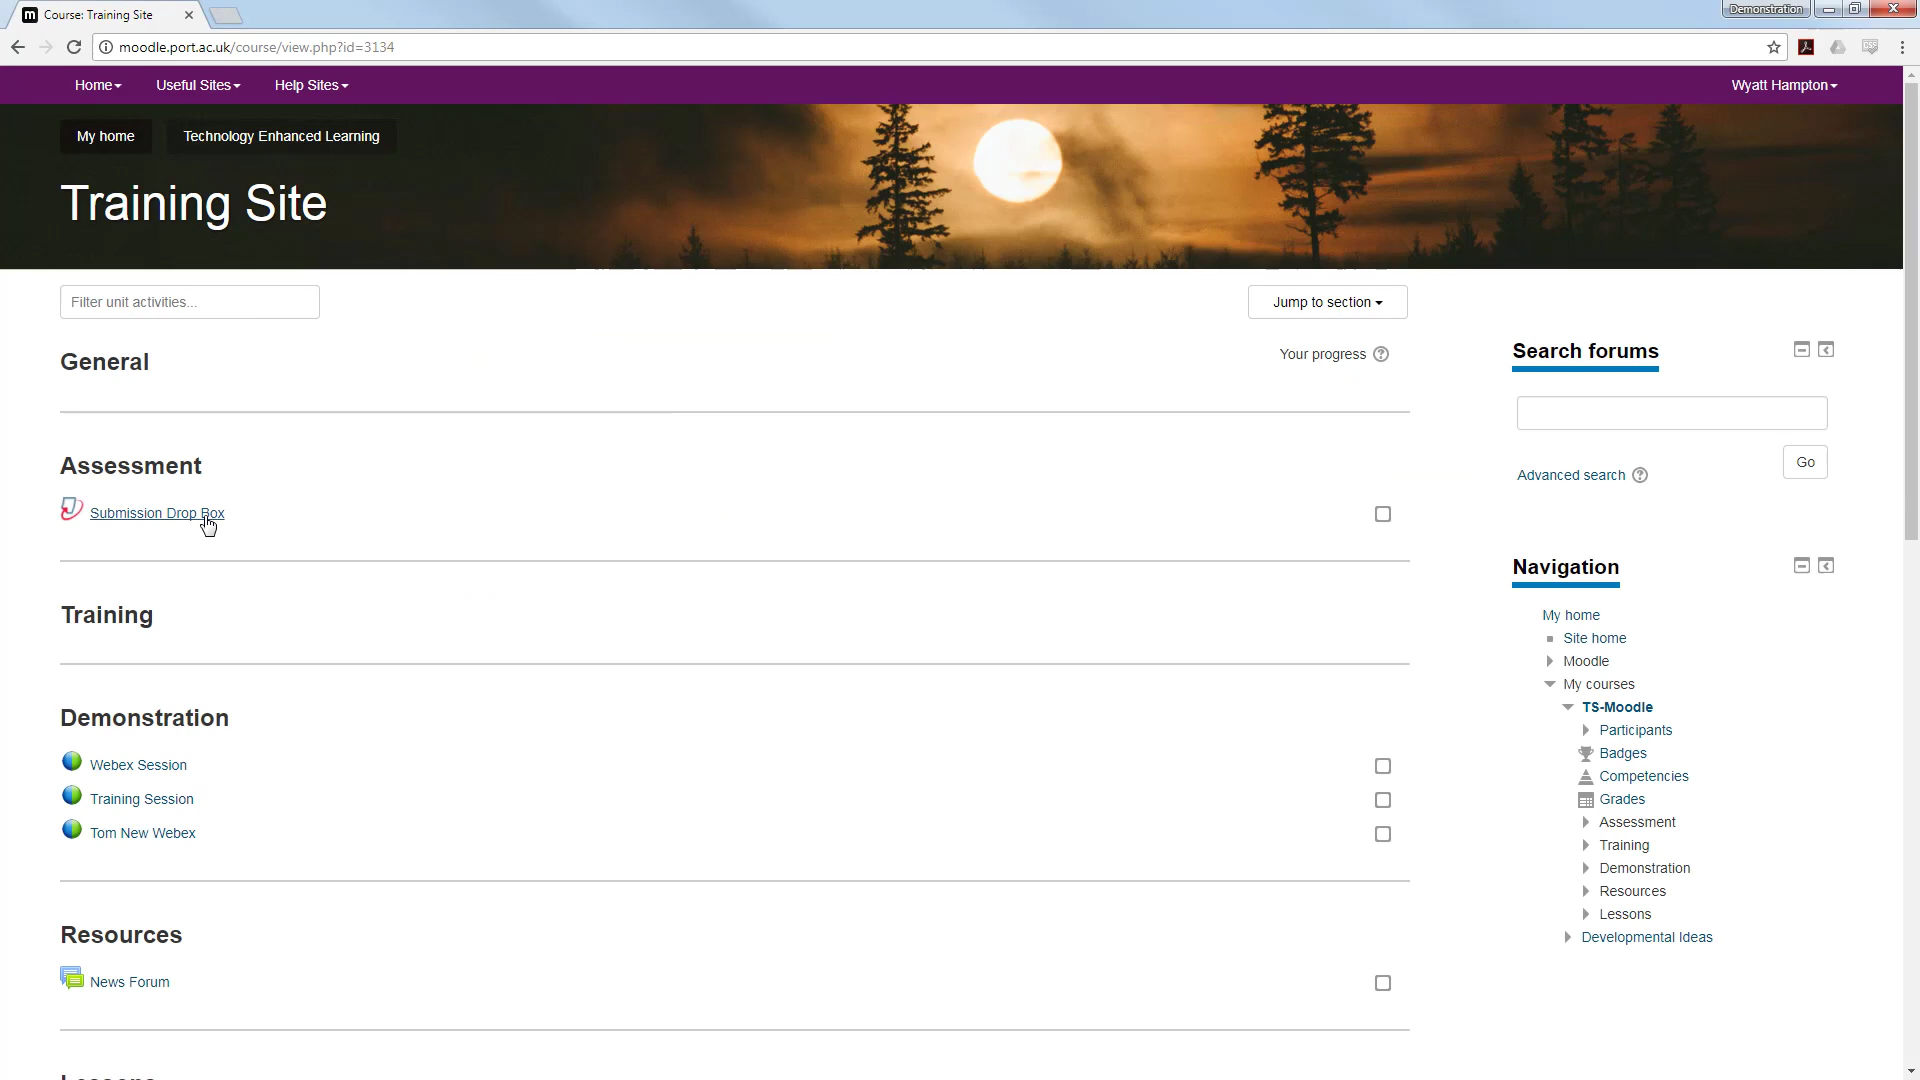 Course: Training Site
Demonstration
moodle.port.ac.uk/course/view.php?id=3134
Home
Useful Sites
Help Sites
Wyatt Hampton
My home
Technology Enhanced Learning
Training Site
Filter unit activities...
Jump to section
General
Your progress
Assessment
Submission Drop Box
Training
Demonstration
Webex Session
Training Session
Tom New Webex
Resources
News Forum
Search forums
Go
Advanced search
Navigation
My home
Site home
Moodle
My courses
TS-Moodle
Participants
Badges
Competencies
Grades
Assessment
Training
Demonstration
Resources
Lessons
Developmental Ideas